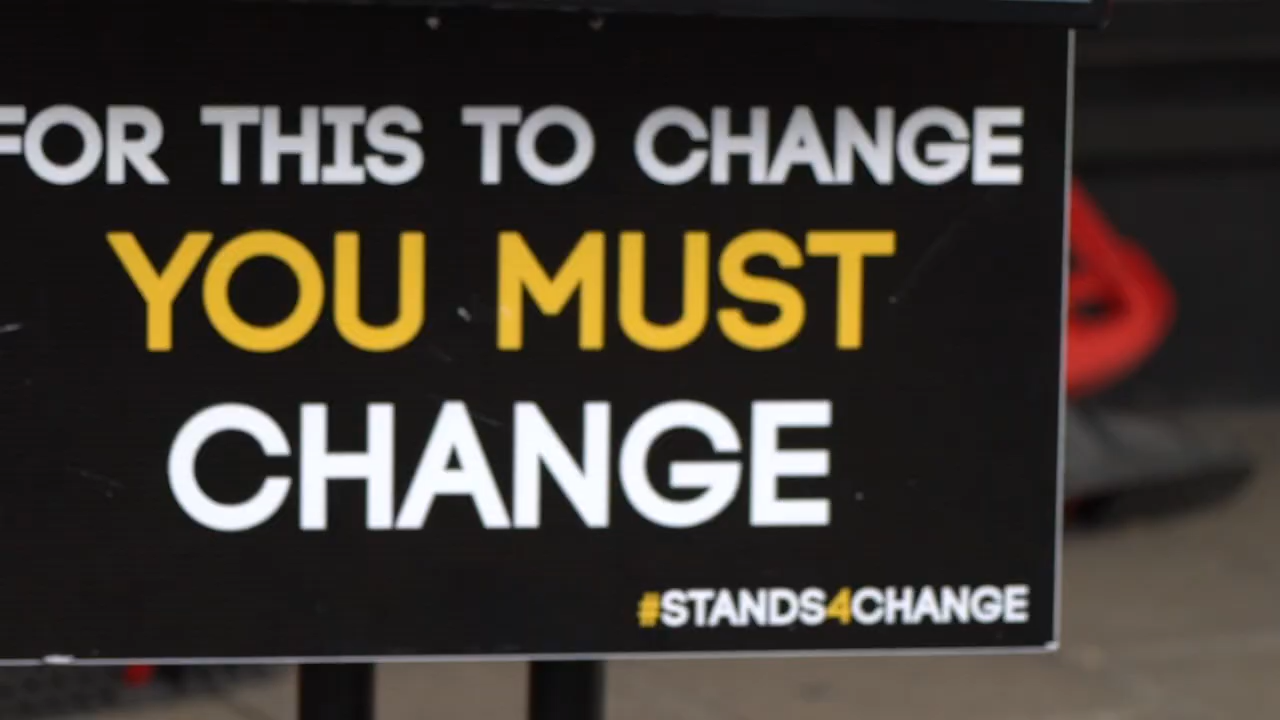 FOR THIS TO CHANGE
YOU MUST
CHANGE
#STANDS4CHANGE